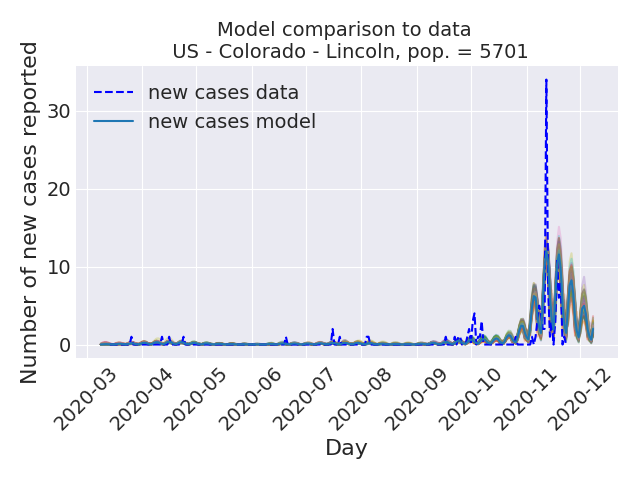 Model comparison to data
US - Colorado - Lincoln, pop. = 5701
Number of new cases reported
new cases data
new cases model
30
20
10
0
2020-03
2020-04
2020-05
2020-06
2020-07
2020-08
2020-09
2020-10
2020-11
2020-12
Day